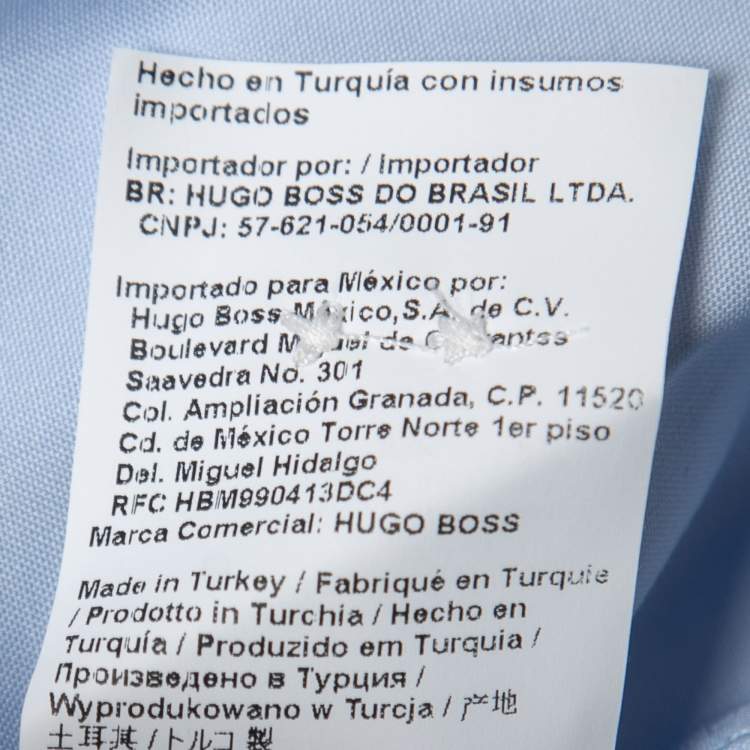 Hecho en Turquía con insumos
importados
Importador por: / Importador
BR: HUGO BOSS DO BRASIL LTDA.
CNPJ: 57-621-054/0001-91
Importado para México por:
Hugo Boss México, S.A. de C.V.
Boulevard de
Saavedra No. 301
Col. Ampliación Granada, C.P. 11520
Cd. de México Torre Norte 1er piso
Del. Miguel Hidalgo
RFC HBM990413DC4
Marca Comercial: HUGO BOSS
Made in Turkey / Fabriqué en Turquie
/ Prodotto in Turchia / Hecho en
Turquía / Produzido em Turquia /
Произведено в Турция /
Wyprodukowano w Turcja / 产地
土耳其 / トルコ製